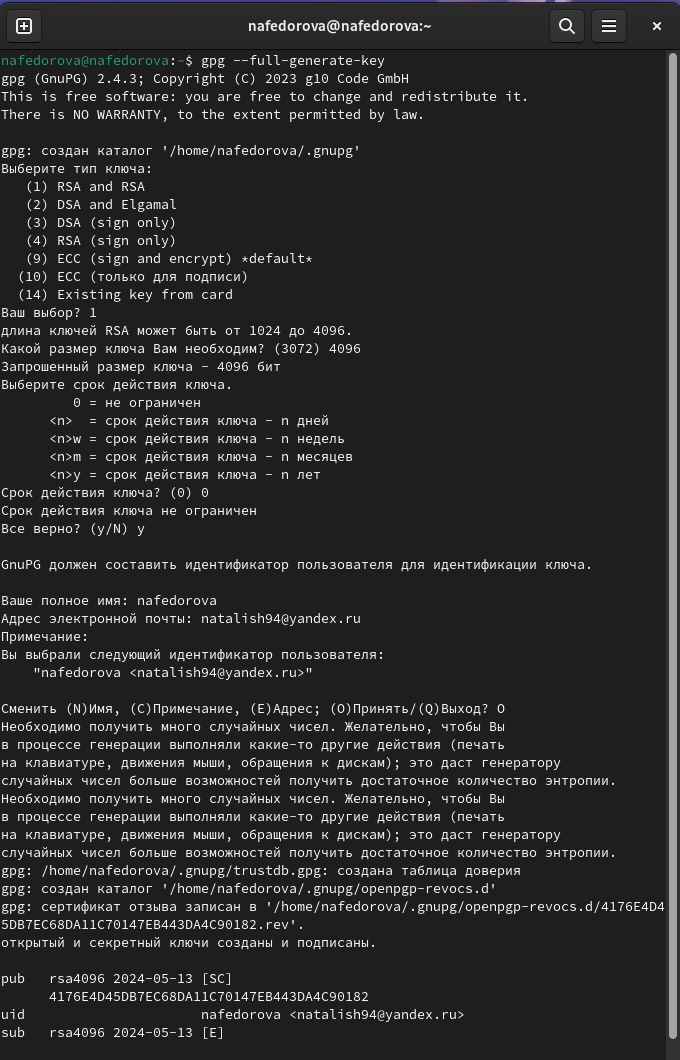 nafedorova@nafedorova:~
nafedorova@nafedorova:~$ gpg --full-generate-key
gpg (GnuPG) 2.4.3; Copyright (C) 2023 g10 Code GmbH
This is free software: you are free to change and redistribute it.
There is NO WARRANTY, to the extent permitted by law.

gpg: создан каталог '/home/nafedorova/.gnupg'
Выберите тип ключа:
   (1) RSA and RSA
   (2) DSA and Elgamal
   (3) DSA (sign only)
   (4) RSA (sign only)
   (9) ECC (sign and encrypt) *default*
  (10) ECC (только для подписи)
  (14) Existing key from card
Ваш выбор? 1
длина ключей RSA может быть от 1024 до 4096.
Какой размер ключа Вам необходим? (3072) 4096
Запрошенный размер ключа - 4096 бит
Выберите срок действия ключа.
         0 = не ограничен
      <n>  = срок действия ключа - n дней
      <n>w = срок действия ключа - n недель
      <n>m = срок действия ключа - n месяцев
      <n>y = срок действия ключа - n лет
Срок действия ключа? (0) 0
Срок действия ключа не ограничен
Все верно? (y/N) y

GnuPG должен составить идентификатор пользователя для идентификации ключа.

Ваше полное имя: nafedorova
Адрес электронной почты: natalish94@yandex.ru
Примечание:
Вы выбрали следующий идентификатор пользователя:
    "nafedorova <natalish94@yandex.ru>"

Сменить (N)Имя, (C)Примечание, (E)Адрес; (O)Принять/(Q)Выход? O
Необходимо получить много случайных чисел. Желательно, чтобы Вы
в процессе генерации выполняли какие-то другие действия (печать
на клавиатуре, движения мыши, обращения к дискам); это даст генератору
случайных чисел больше возможностей получить достаточное количество энтропии.
Необходимо получить много случайных чисел. Желательно, чтобы Вы
в процессе генерации выполняли какие-то другие действия (печать
на клавиатуре, движения мыши, обращения к дискам); это даст генератору
случайных чисел больше возможностей получить достаточное количество энтропии.
gpg: /home/nafedorova/.gnupg/trustdb.gpg: создана таблица доверия
gpg: создан каталог '/home/nafedorova/.gnupg/openpgp-revocs.d'
gpg: сертификат отзыва записан в '/home/nafedorova/.gnupg/openpgp-revocs.d/4176E4D4
5DB7EC68DA11C70147EB443DA4C90182.rev'.
открытый и секретный ключи созданы и подписаны.

pub   rsa4096 2024-05-13 [SC]
      4176E4D45DB7EC68DA11C70147EB443DA4C90182
uid                      nafedorova <natalish94@yandex.ru>
sub   rsa4096 2024-05-13 [E]